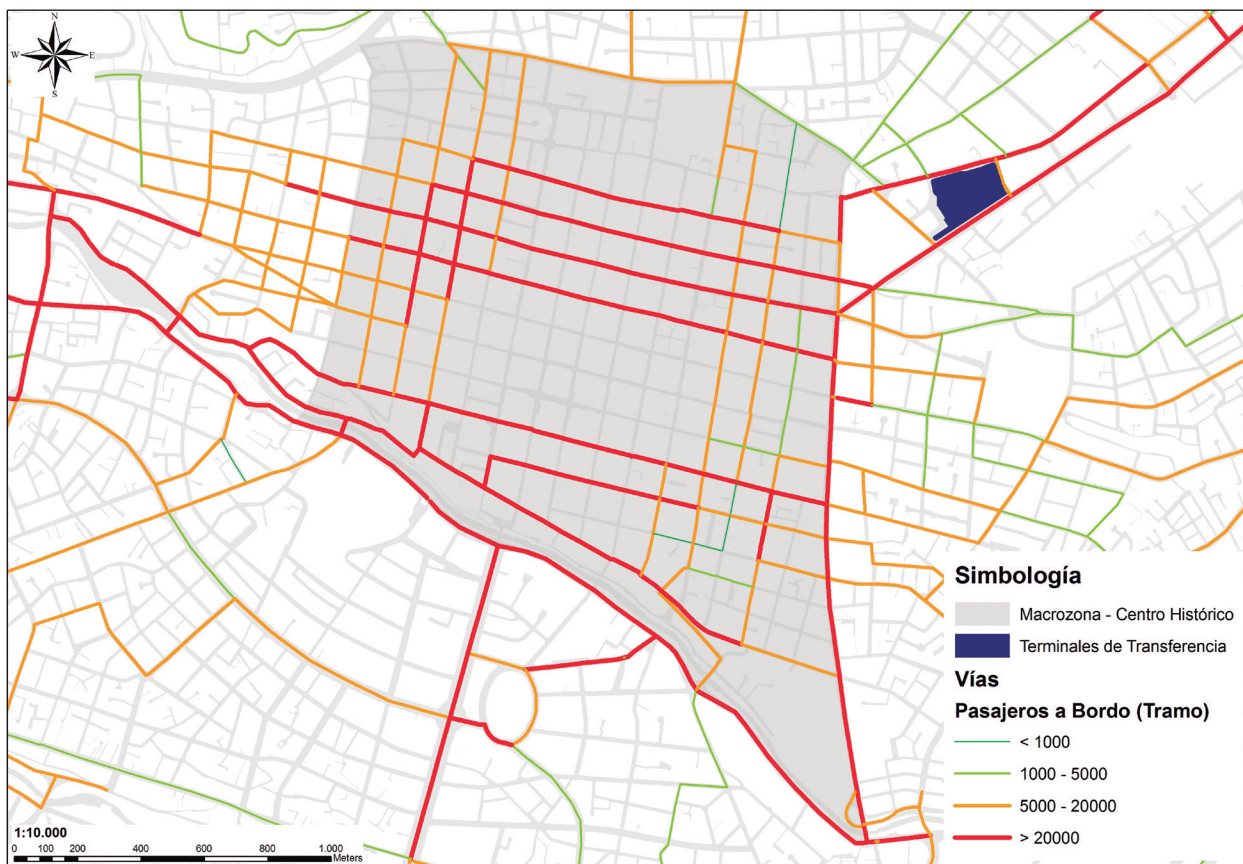 N
W E
S
Simbología
Macrozona - Centro Histórico
Terminales de Transferencia
Vías
Pasajeros a Bordo (Tramo)
< 1000
1000 - 5000
5000 - 20000
> 20000
1:10.000
0 100 200 400 600 800 1.000
Meters